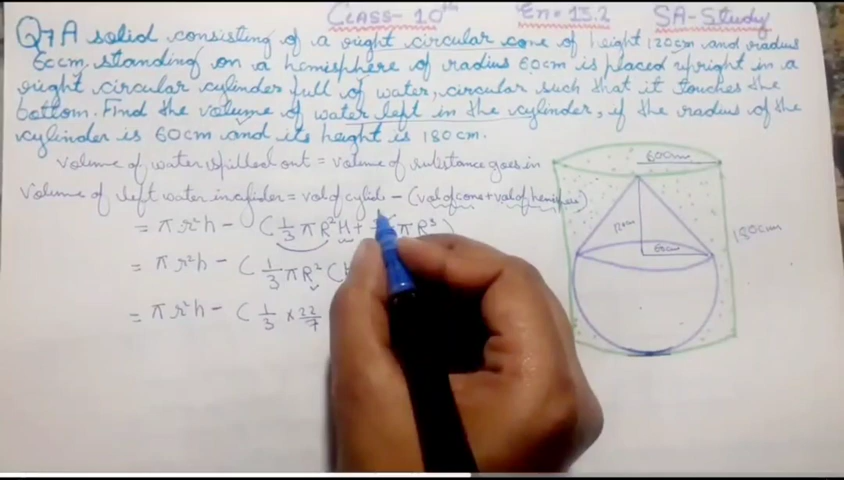 CLASS-10th Ex=13.2 SA-Study
Q7 A solid consisting of a right circular cone of height 120cm and radius
60cm standing on a hemisphere of radius 60cm is placed upright in a
right circular cylinder full of water, circular such that it touches the
bottom. Find the volume of water left in the cylinder, if the radius of the
cylinder is 60cm and its height is 180cm.
volume of water spilled out = volume of substance goes in
volume of left water in = vol of - (vol of cone + vol of
= πr²h - (1/3 πR²H + πR³)
= πr²h - (1/3 πR² (
= πr²h - (1/3 × 22/7
120cm
60cm
180cm